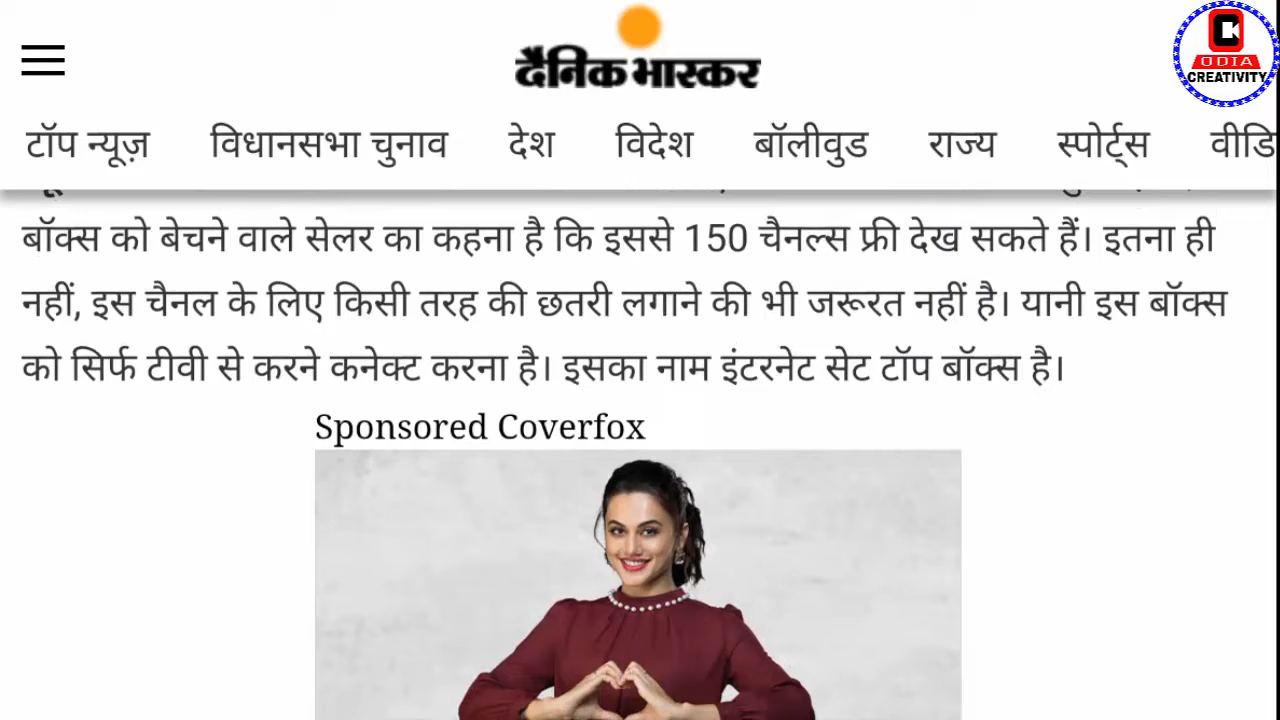 दैनिक भास्कर
ODIA
CREATIVITY
टॉप न्यूज़ विधानसभा चुनाव देश विदेश बॉलीवुड राज्य स्पोर्ट्स वीडि
बॉक्स को बेचने वाले सेलर का कहना है कि इससे 150 चैनल्स फ्री देख सकते हैं। इतना ही
नहीं, इस चैनल के लिए किसी तरह की छतरी लगाने की भी जरूरत नहीं है। यानी इस बॉक्स
को सिर्फ टीवी से करने कनेक्ट करना है। इसका नाम इंटरनेट सेट टॉप बॉक्स है।
Sponsored Coverfox